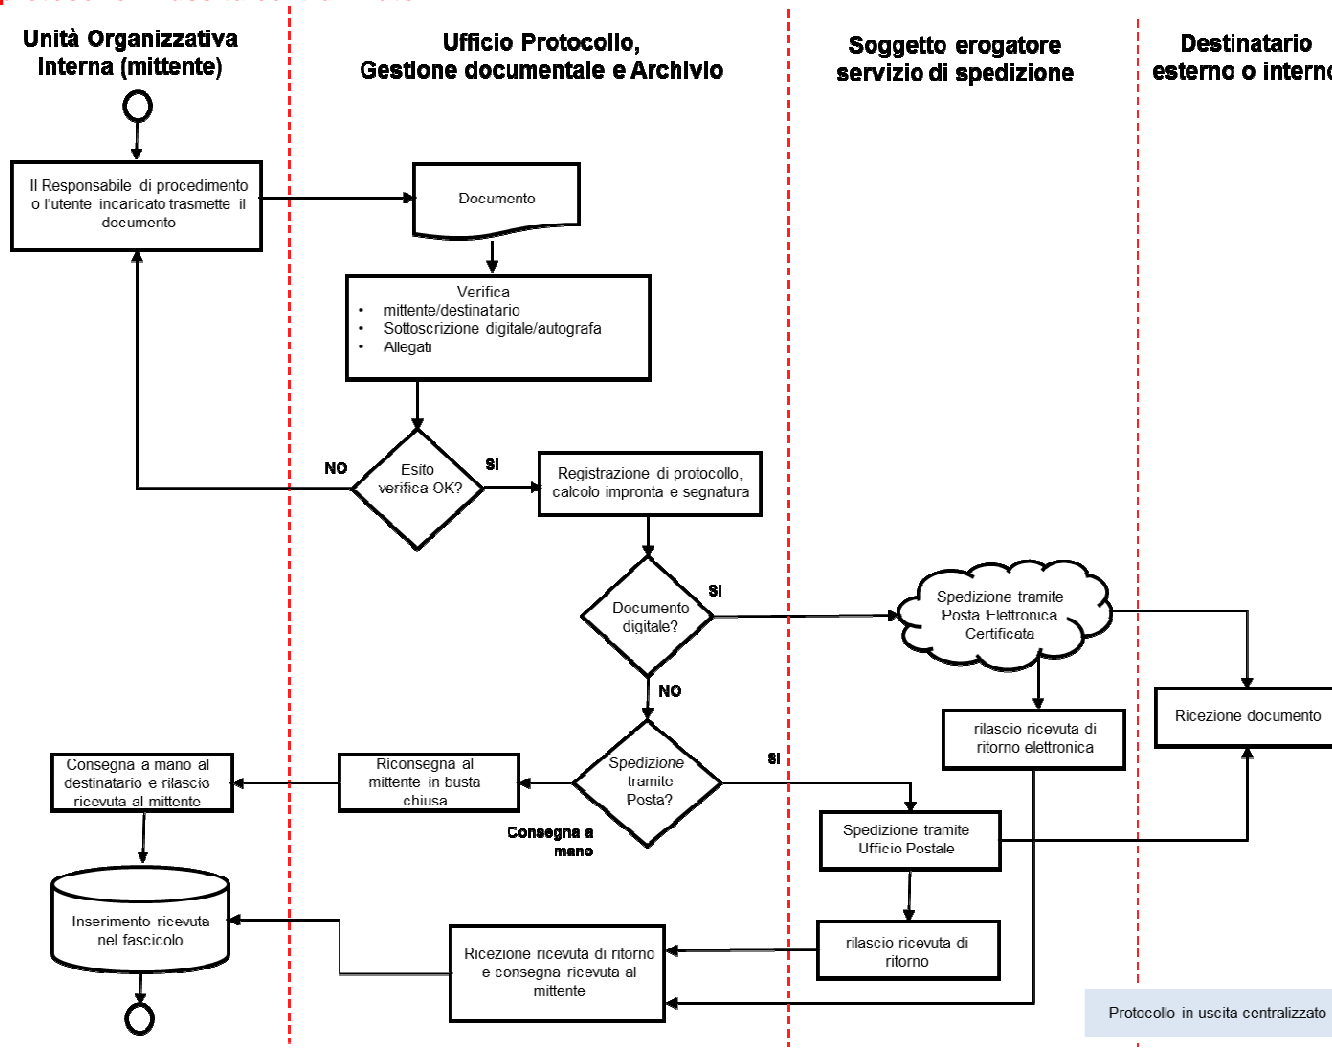 Unità Organizzativa
Interna (mittente)
Ufficio Protocollo,
Gestione documentale e Archivio
Soggetto erogatore
servizio di spedizione
Destinatario
esterno o interno
Il Responsabile di procedimento
o l'utente incaricato trasmette il
documento
Documento
Verifica
• mittente/destinatario
• Sottoscrizione digitale/autografa
• Allegati
NO
Esito
verifica OK?
SI
Registrazione di protocollo,
calcolo impronta e segnatura
Documento
digitale?
SI
Spedizione tramite
Posta Elettronica
Certificata
NO
Ricezione documento
rilascio ricevuta di
ritorno elettronica
Spedizione
tramite
Posta?
SI
Consegna a mano al
destinatario e rilascio
ricevuta al mittente
Riconsegna al
mittente in busta
chiusa
Consegna a
mano
Spedizione tramite
Ufficio Postale
Inserimento ricevuta
nel fascicolo
Ricezione ricevuta di ritorno
e consegna ricevuta al
mittente
rilascio ricevuta di
ritorno
Protocollo in uscita centralizzato